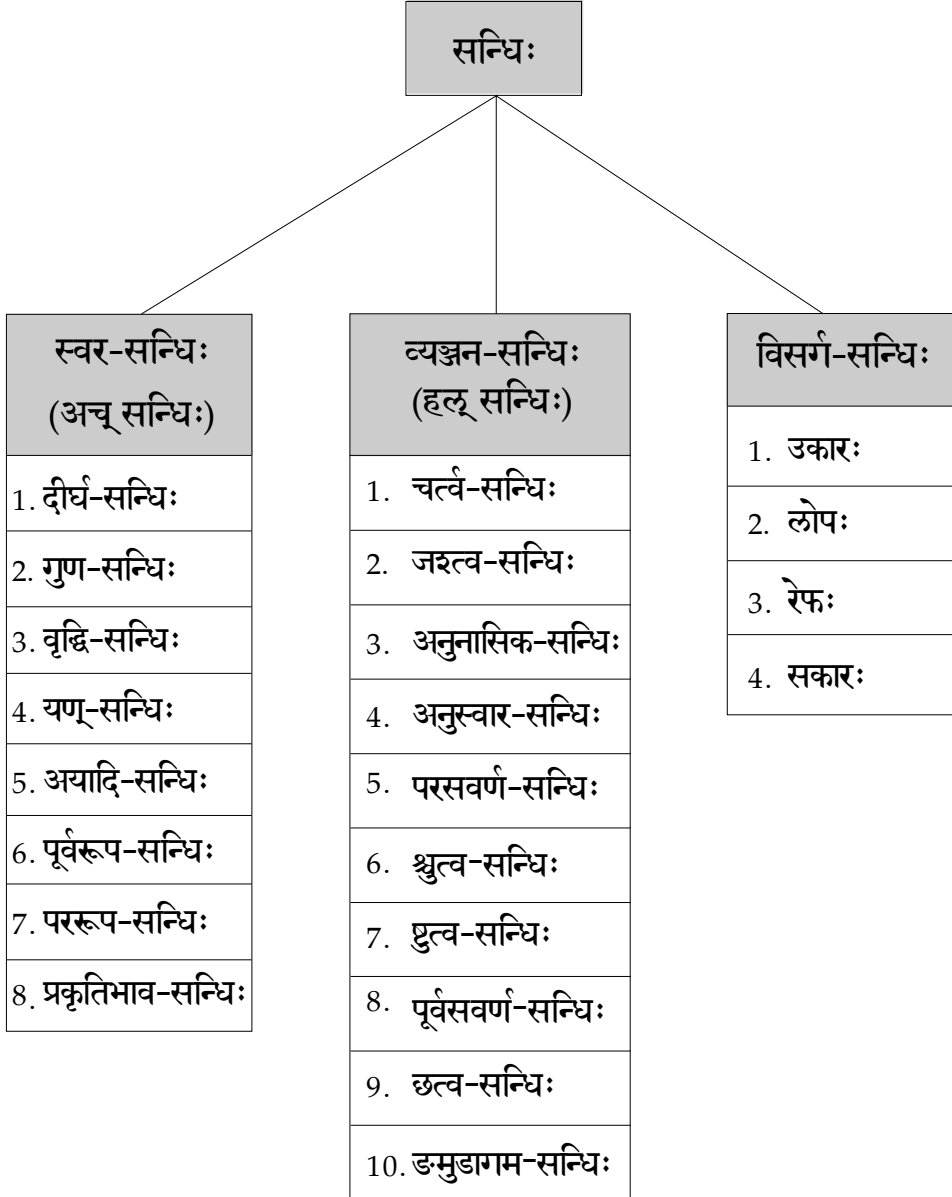 सन्धिः
स्वर-सन्धिः
(अच् सन्धिः)
1. दीर्घ-सन्धिः
2. गुण-सन्धिः
3. वृद्धि-सन्धिः
4. यण्-सन्धिः
5. अयादि-सन्धिः
6. पूर्वरूप-सन्धिः
7. पररूप-सन्धिः
8. प्रकृतिभाव-सन्धिः
व्यञ्जन-सन्धिः
(हल् सन्धिः)
1. चर्त्व-सन्धिः
2. जश्त्व-सन्धिः
3. अनुनासिक-सन्धिः
4. अनुस्वार-सन्धिः
5. परसवर्ण-सन्धिः
6. श्चुत्व-सन्धिः
7. ष्टुत्व-सन्धिः
8. पूर्वसवर्ण-सन्धिः
9. छत्व-सन्धिः
10. ङमुडागम-सन्धिः
विसर्ग-सन्धिः
1. उकारः
2. लोपः
3. रेफः
4. सकारः